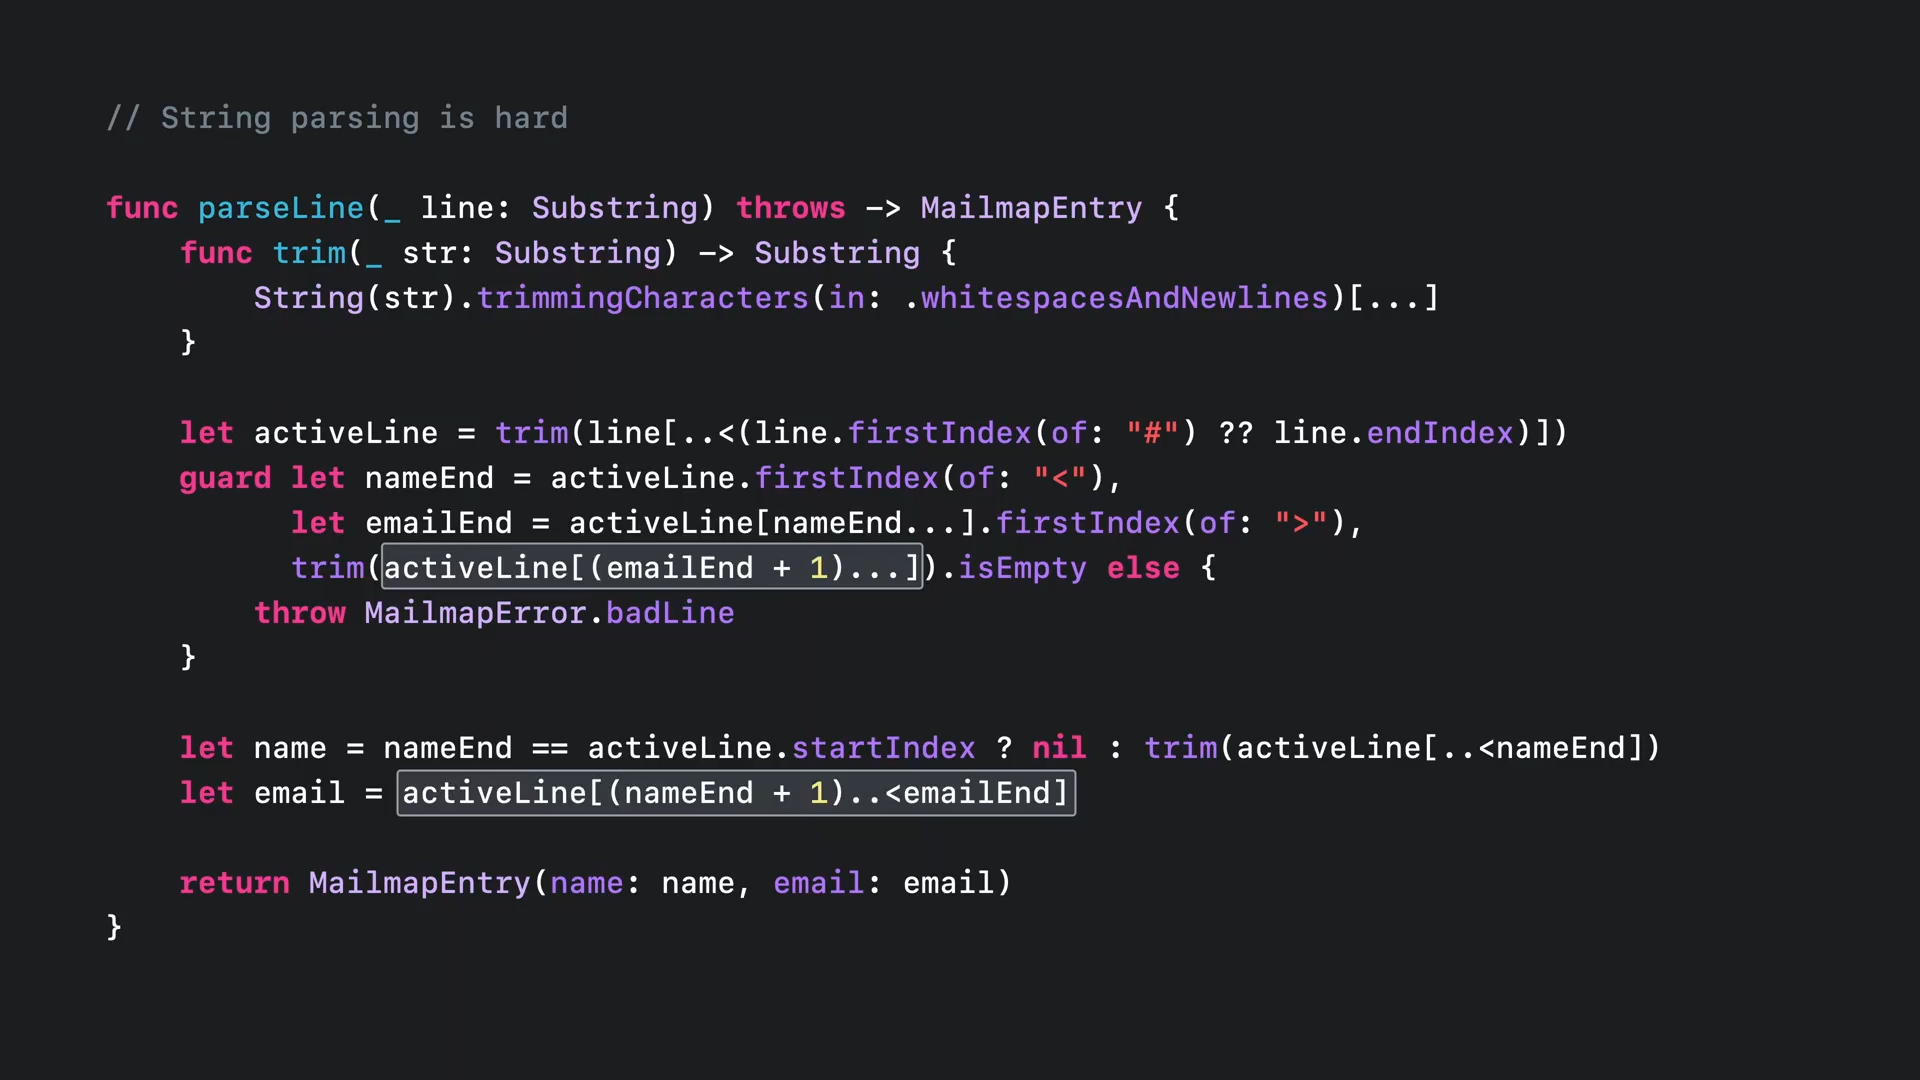 // String parsing is hard
func parseLine(_ line: Substring) throws -> MailmapEntry {
    func trim(_ str: Substring) -> Substring {
        String(str).trimmingCharacters(in: .whitespacesAndNewlines)[...]
    }
    let activeLine = trim(line[..<(line.firstIndex(of: "#") ?? line.endIndex)])
    guard let nameEnd = activeLine.firstIndex(of: "<"),
          let emailEnd = activeLine[nameEnd...].firstIndex(of: ">"),
          trim(activeLine[(emailEnd + 1)...]).isEmpty else {
        throw MailmapError.badLine
    }
    let name = nameEnd == activeLine.startIndex ? nil : trim(activeLine[..<nameEnd])
    let email = activeLine[(nameEnd + 1)..<emailEnd]
    return MailmapEntry(name: name, email: email)
}